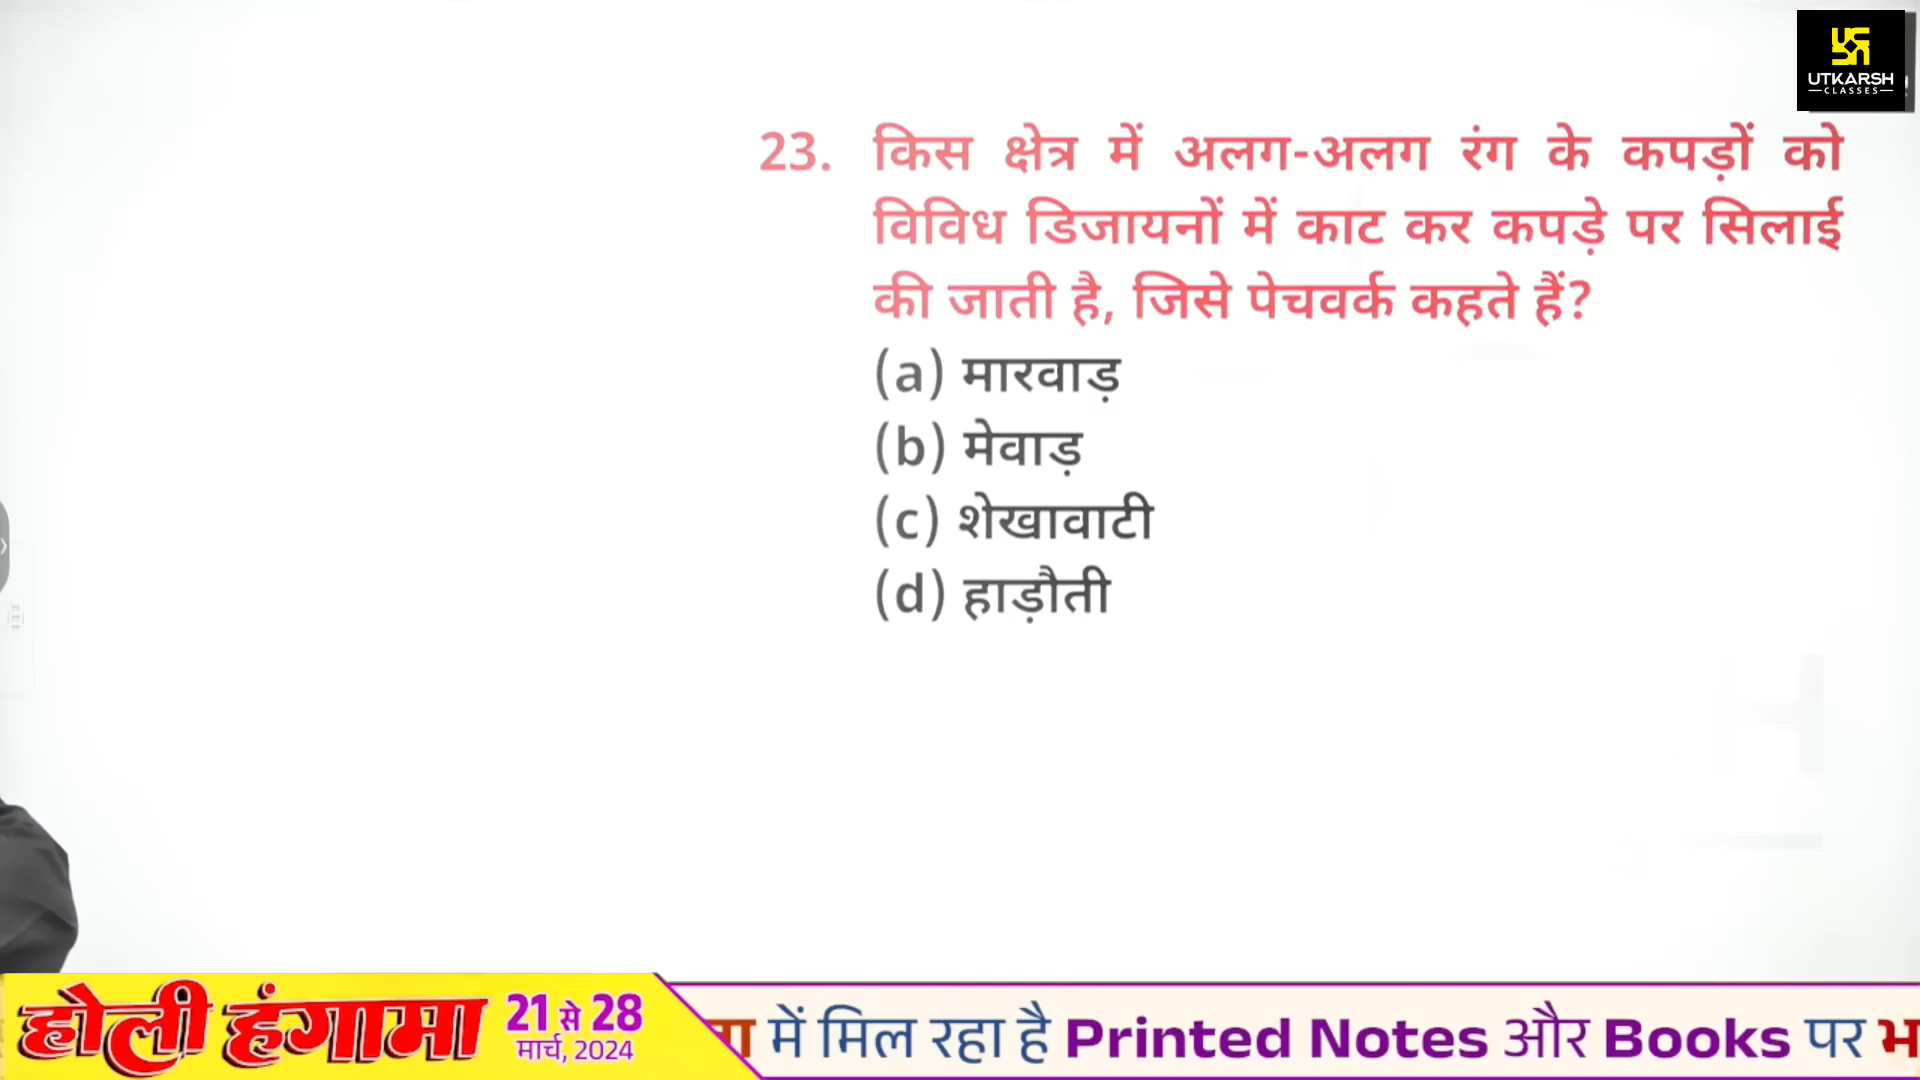 UTKARSH
CLASSES
23. किस क्षेत्र में अलग-अलग रंग के कपड़ों को
विविध डिजायनों में काट कर कपड़े पर सिलाई
की जाती है, जिसे पेचवर्क कहते हैं?
(a) मारवाड़
(b) मेवाड़
(c) शेखावाटी
(d) हाड़ौती
होली हंगामा 21 से 28
मार्च, 2024
में मिल रहा है Printed Notes और Books पर